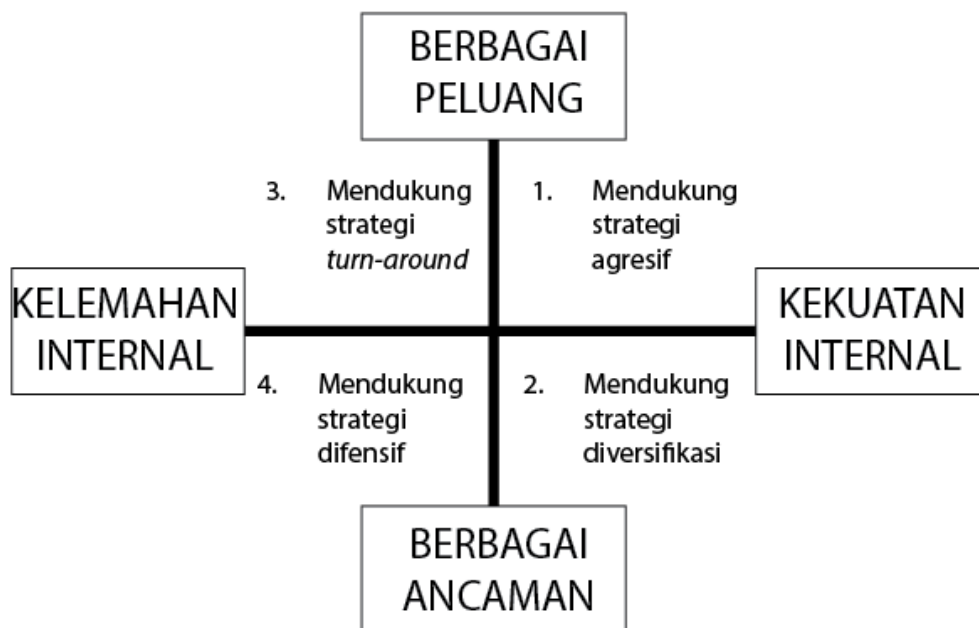 BERBAGAI
PELUANG
3. Mendukung
strategi
turn-around
1. Mendukung
strategi
agresif
KELEMAHAN
INTERNAL
KEKUATAN
INTERNAL
4. Mendukung
strategi
difensif
2. Mendukung
strategi
diversifikasi
BERBAGAI
ANCAMAN